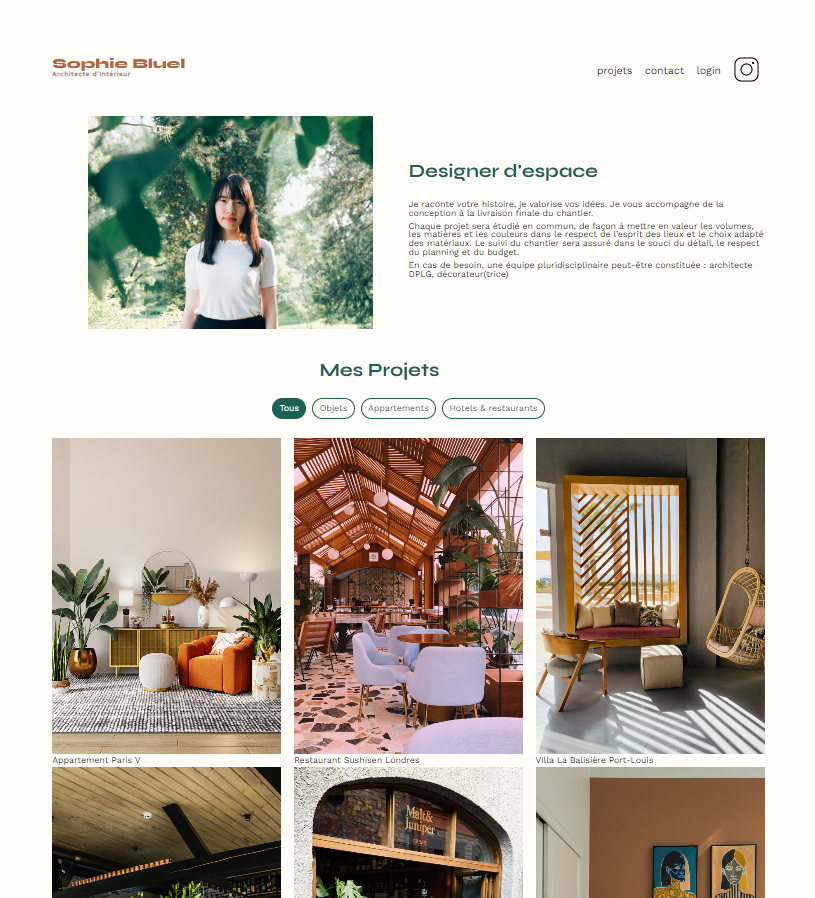 Sophie Bluel
Architecte d'intérieur
projets contact login
Designer d'espace
Je raconte votre histoire, je valorise vos idées. Je vous accompagne de la
conception à la livraison finale du chantier.
Chaque projet sera étudié en commun, de façon à mettre en valeur les volumes,
les matières et les couleurs dans le respect de l'esprit des lieux et le choix adapté
des matériaux. Le suivi du chantier sera assuré dans le souci du détail, le respect
du planning et du budget.
En cas de besoin, une équipe pluridisciplinaire peut-être constituée : architecte
DPLG, décorateur(trice)
Mes Projets
Tous Objets Appartements Hotels & restaurants
Appartement Paris V
Restaurant Sushisen Londres
Villa La Balisière Port-Louis
Malt&
Juniper